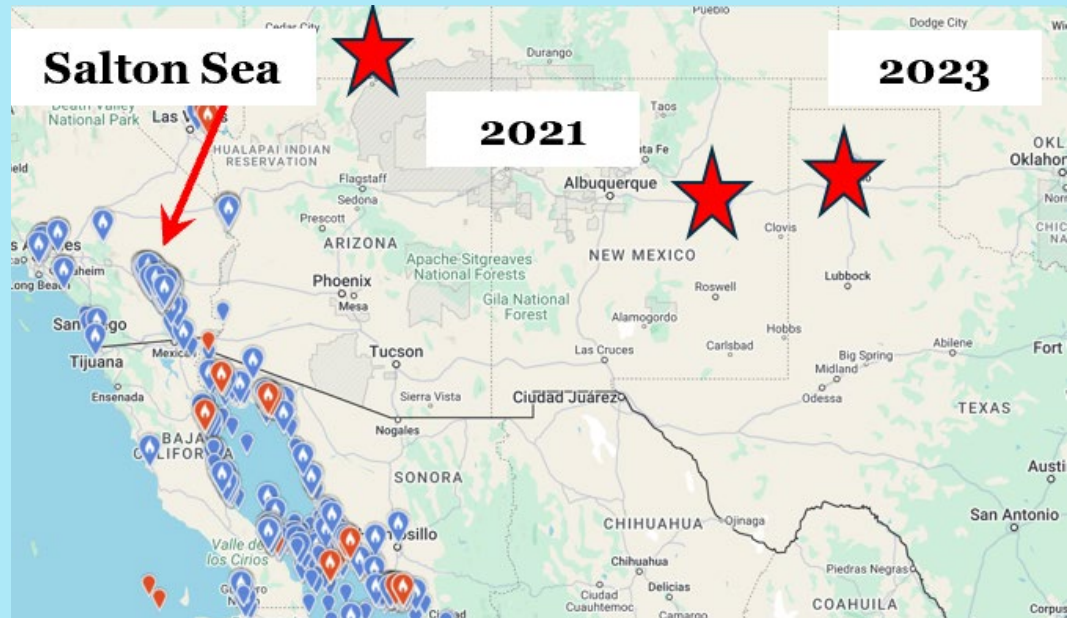 Cedar City
Pueblo
Dodge City
Salton Sea
Durango
2023
Death Valley
National Park
Las Vegas
Taos
2021
HUALAPAI INDIAN
RESERVATION
Santa Fe
Oklahoma
Flagstaff
Albuquerque
Sedona
Prescott
Clovis
ARIZONA
NEW MEXICO
Apache-Sitgreaves
National Forests
Long Beach
Phoenix
Mesa
Gila National
Forest
Roswell
Lubbock
Alamogordo
San Diego
Hobbs
Tijuana
Mexicali
Tucson
Las Cruces
Carlsbad
Big Spring
Abilene
Midland
Fort
Ensenada
Sierra Vista
Ciudad Juárez
Odessa
TEXAS
Nogales
BAJA
CALIFORNIA
SONORA
Austin
CHIHUAHUA
Ojinaga
San Antonio
Valle de
los Cirios
Chihuahua
Piedras Negras
Ciudad
Cuauhtemoc
Delicias
Camargo
COAHUILA
Corpus
Ciudad